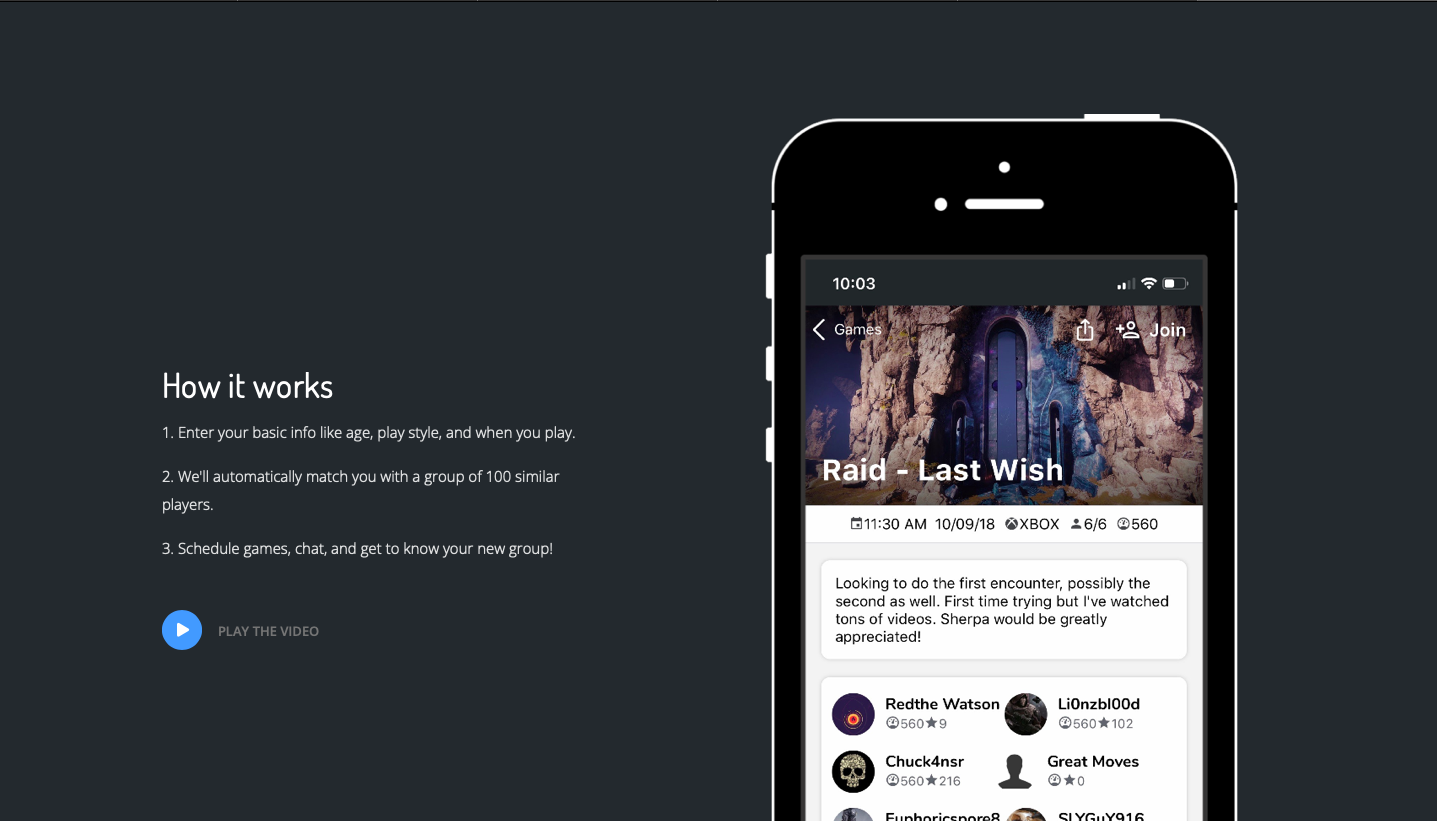 How it works
1. Enter your basic info like age, play style, and when you play.
2. We'll automatically match you with a group of 100 similar
players.
3. Schedule games, chat, and get to know your new group!
PLAY THE VIDEO
10:03
Games
Join
Raid - Last Wish
11:30 AM 10/09/18 XBOX 6/6 560
Looking to do the first encounter, possibly the
second as well. First time trying but I've watched
tons of videos. Sherpa would be greatly
appreciated!
Redthe Watson Li0nzbl00d
560 9 560 102
Chuck4nsr Great Moves
560 216 0
Euphoricspore8 SLYGuY916